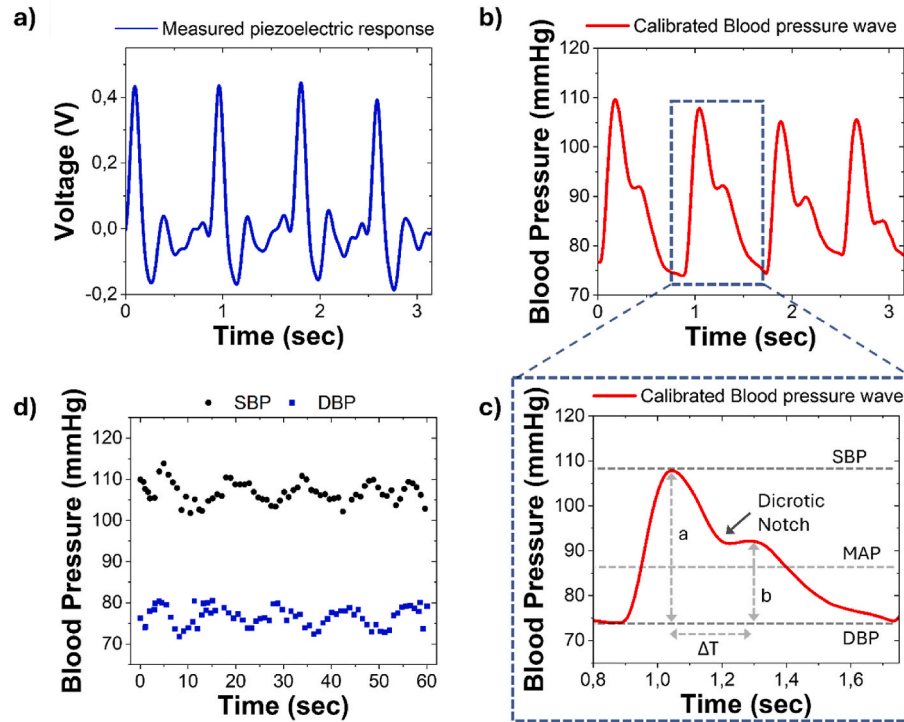 a)
Measured piezoelectric response
Voltage (V)
0,4
0,2
0,0
-0,2
0
1
2
3
Time (sec)
b)
Calibrated Blood pressure wave
Blood Pressure (mmHg)
120
110
100
90
80
70
0
1
2
3
Time (sec)
d)
SBP DBP
Blood Pressure (mmHg)
120
110
100
90
80
70
0 10 20 30 40 50 60
Time (sec)
c)
Calibrated Blood pressure wave
Blood Pressure (mmHg)
120
110
100
90
80
70
SBP
Dicrotic
Notch
a
MAP
b
DBP
ΔT
0,8 1,0 1,2 1,4 1,6
Time (sec)